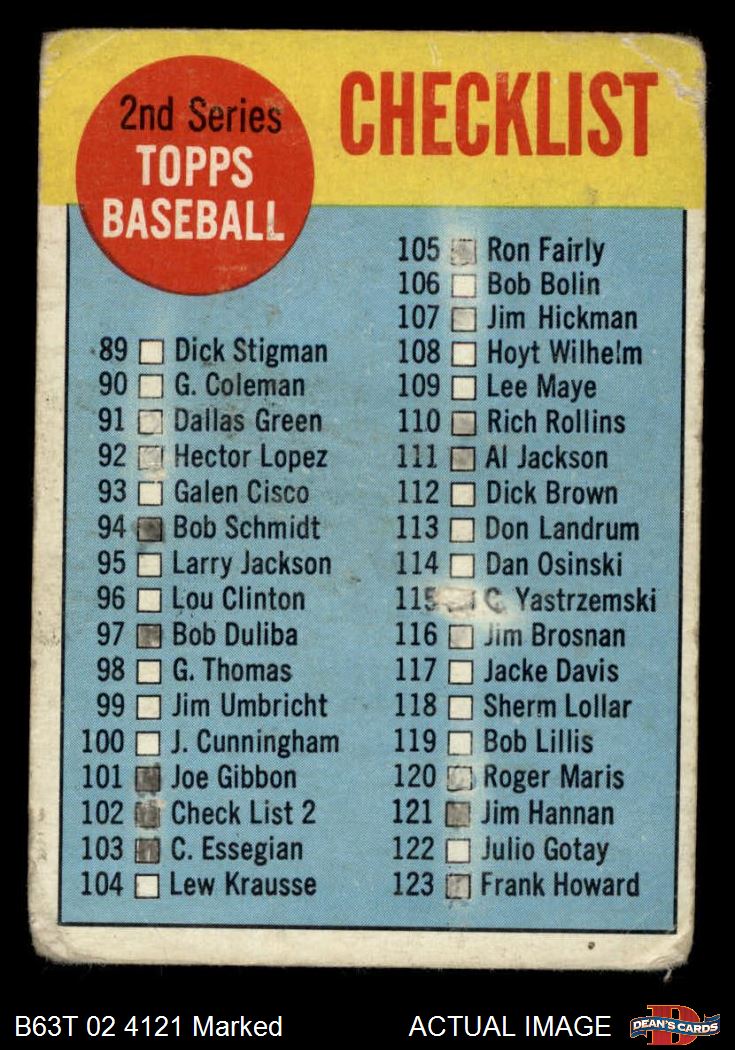 2nd Series
TOPPS
BASEBALL
CHECKLIST
89 Dick Stigman
90 G. Coleman
91 Dallas Green
92 Hector Lopez
93 Galen Cisco
94 Bob Schmidt
95 Larry Jackson
96 Lou Clinton
97 Bob Duliba
98 G. Thomas
99 Jim Umbricht
100 J. Cunningham
101 Joe Gibbon
102 Check List 2
103 C. Essegian
104 Lew Krausse
105 Ron Fairly
106 Bob Bolin
107 Jim Hickman
108 Hoyt Wilhelm
109 Lee Maye
110 Rich Rollins
111 Al Jackson
112 Dick Brown
113 Don Landrum
114 Dan Osinski
115 C. Yastrzemski
116 Jim Brosnan
117 Jacke Davis
118 Sherm Lollar
119 Bob Lillis
120 Roger Maris
121 Jim Hannan
122 Julio Gotay
123 Frank Howard
B63T 02 4121 Marked
ACTUAL IMAGE
DEAN'S CARDS